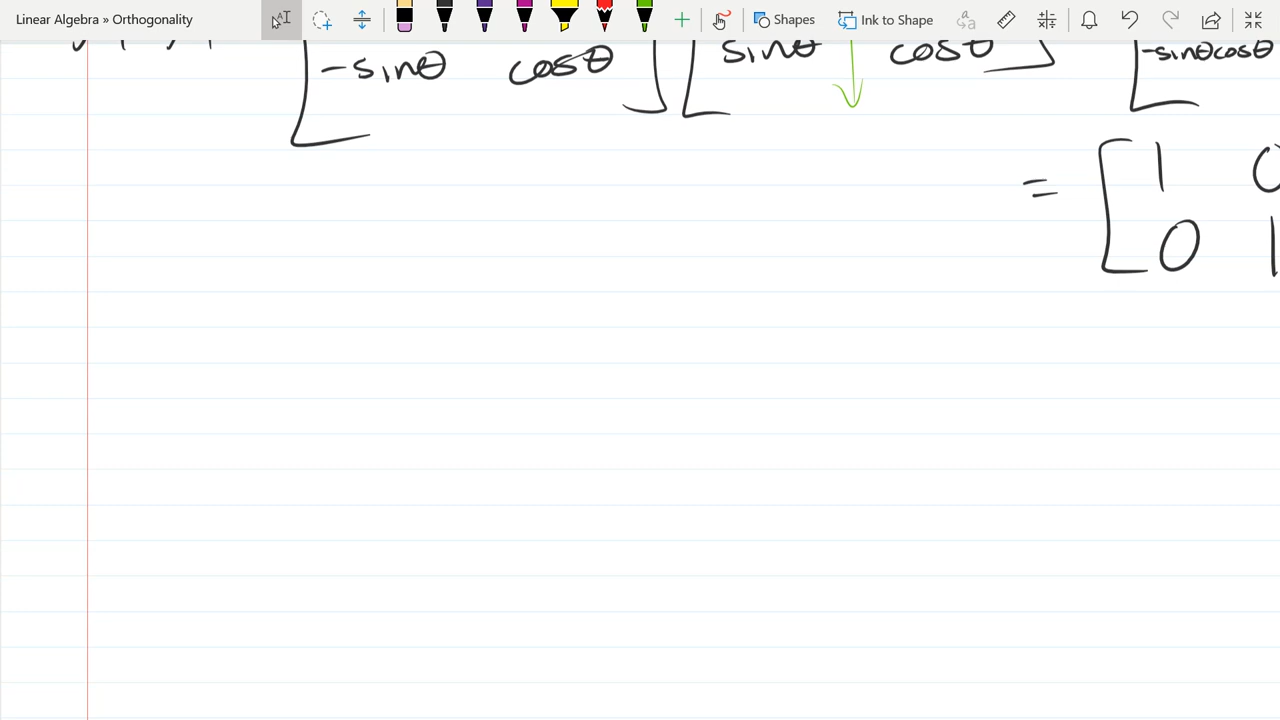 Linear Algebra » Orthogonality Shapes Ink to Shape
-sinθ cosθ sinθ cosθ -sinθcosθ
= 1 0
0 1